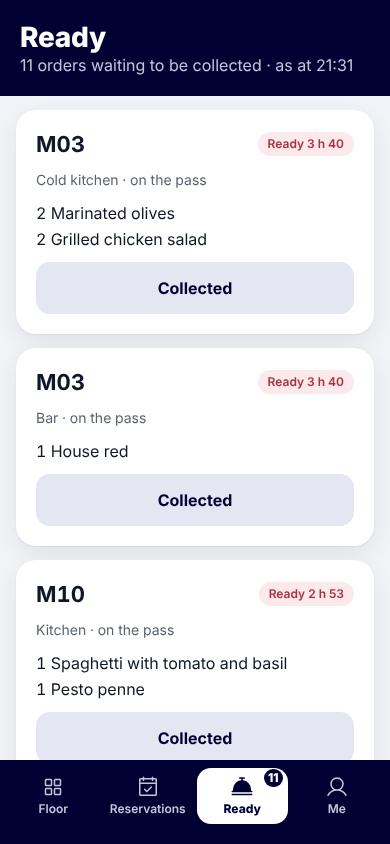 Ready
11 orders waiting to be collected · as at 21:31
M03
Ready 3 h 40
Cold kitchen · on the pass
2 Marinated olives
2 Grilled chicken salad
Collected
M03
Ready 3 h 40
Bar · on the pass
1 House red
Collected
M10
Ready 2 h 53
Kitchen · on the pass
1 Spaghetti with tomato and basil
1 Pesto penne
Collected
11
Floor
Reservations
Ready
Me